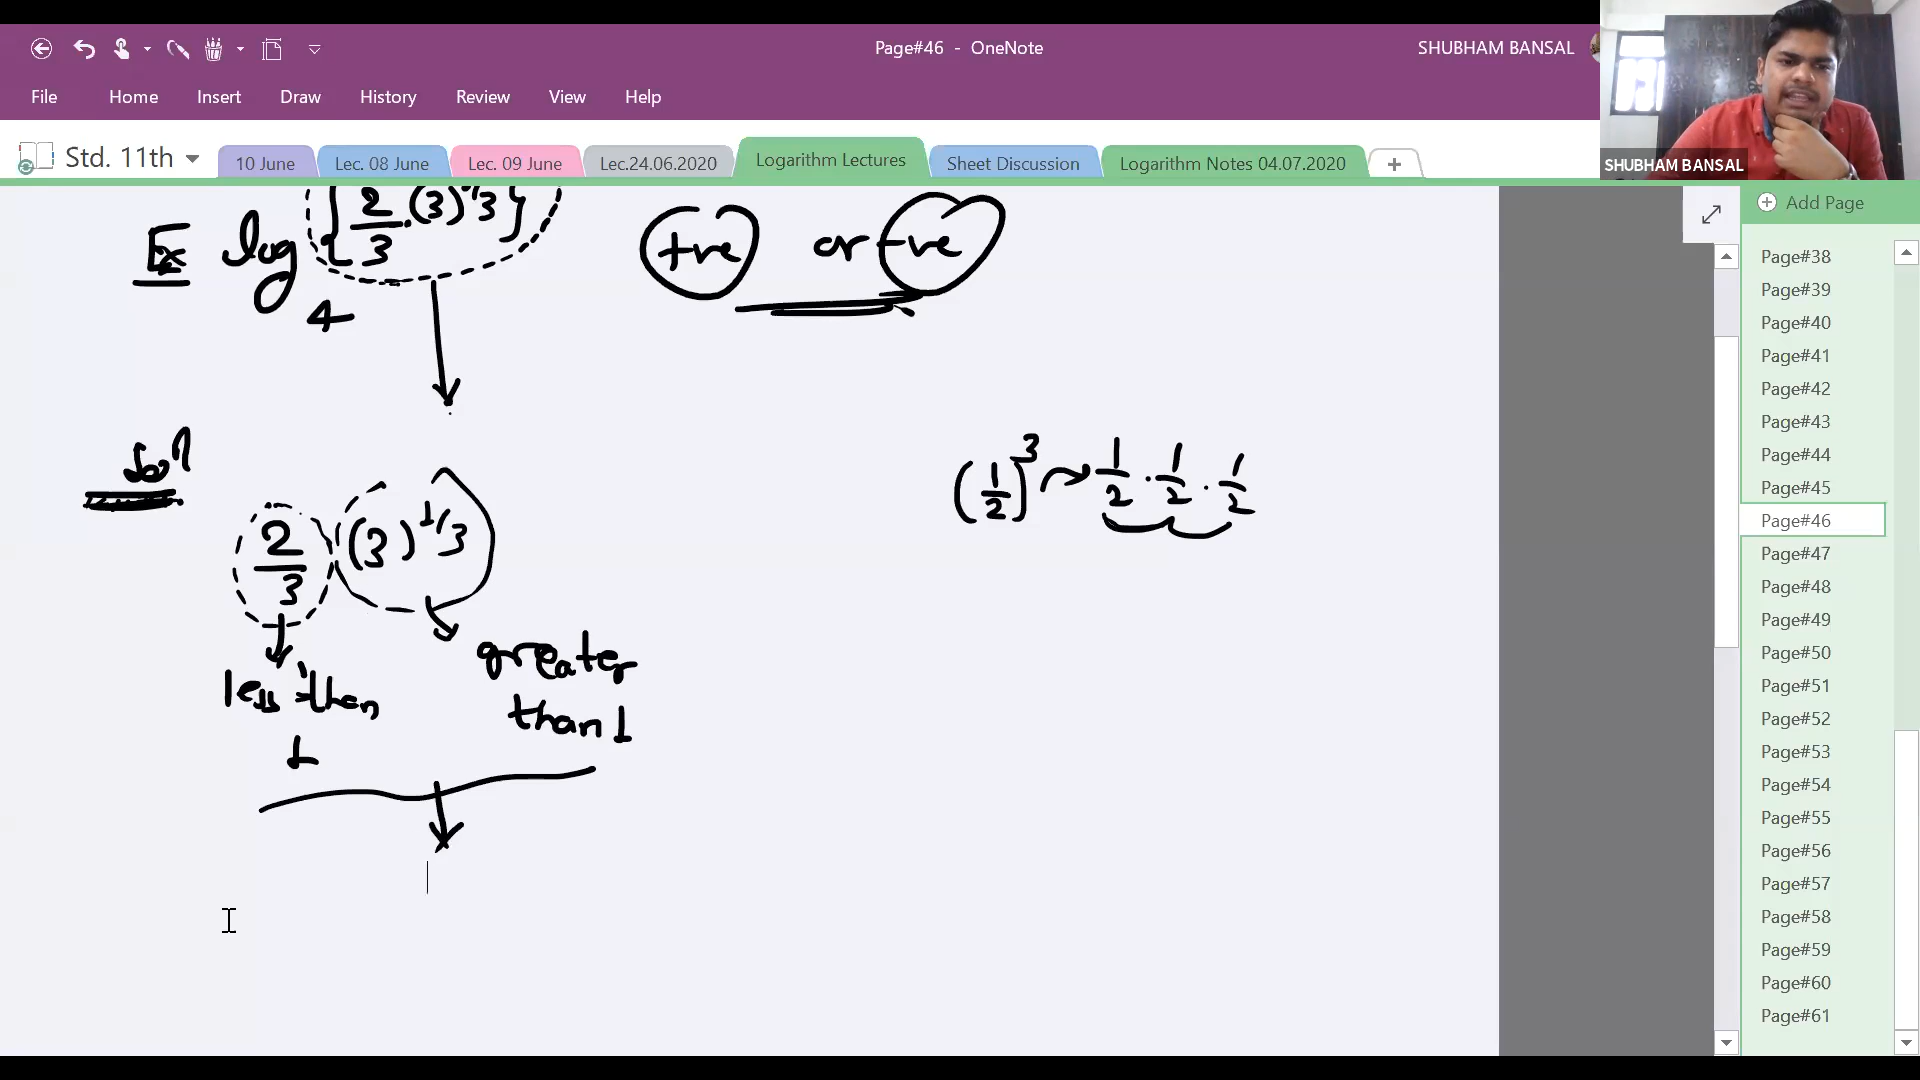 Page#46 - OneNote
SHUBHAM BANSAL
File Home Insert Draw History Review View Help
Std. 11th
10 June
Lec. 08 June
Lec. 09 June
Lec.24.06.2020
Logarithm Lectures
Sheet Discussion
Logarithm Notes 04.07.2020
SHUBHAM BANSAL
Add Page
Page#38
Page#39
Page#40
Page#41
Page#42
Page#43
Page#44
Page#45
Page#46
Page#47
Page#48
Page#49
Page#50
Page#51
Page#52
Page#53
Page#54
Page#55
Page#56
Page#57
Page#58
Page#59
Page#60
Page#61
Ex log_4 {2/3 . (3)^1/3} +ve or -ve
Sol^n
(1/2)^3 → 1/2 . 1/2 . 1/2
2/3 (3)^1/3
less then 1
greater than 1